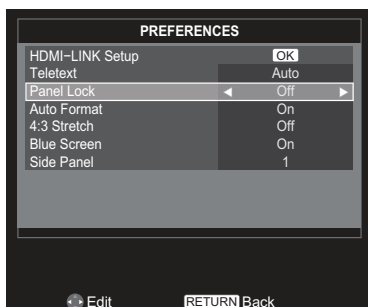 PREFERENCES
HDMI-LINK Setup OK
Teletext Auto
Panel Lock Off
Auto Format On
4:3 Stretch Off
Blue Screen On
Side Panel 1
Edit RETURN Back